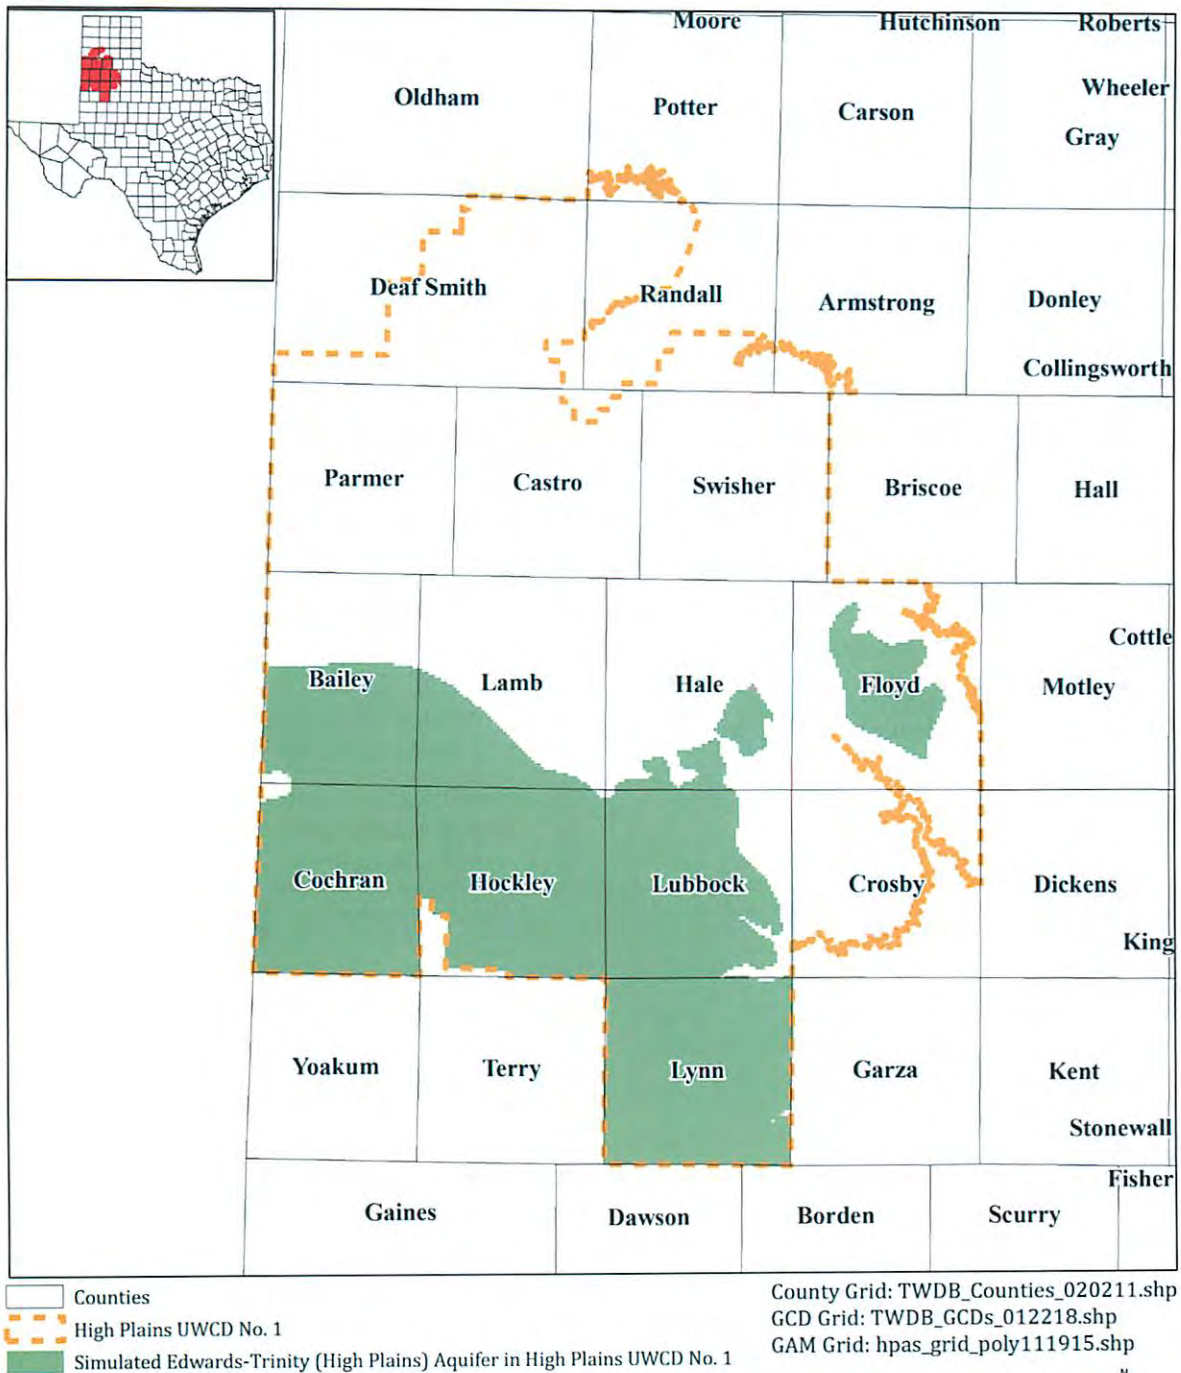 Moore
Hutchinson
Roberts
Oldham
Potter
Carson
Wheeler
Gray
Deaf Smith
Randall
Armstrong
Donley
Collingsworth
Parmer
Castro
Swisher
Briscoe
Hall
Bailey
Lamb
Hale
Floyd
Cottle
Motley
Cochran
Hockley
Lubbock
Crosby
Dickens
King
Yoakum
Terry
Lynn
Garza
Kent
Stonewall
Fisher
Gaines
Dawson
Borden
Scurry
Counties
High Plains UWCD No. 1
Simulated Edwards-Trinity (High Plains) Aquifer in High Plains UWCD No. 1
County Grid: TWDB_Counties_020211.shp
GCD Grid: TWDB_GCDs_012218.shp
GAM Grid: hpas_grid_poly111915.shp
N